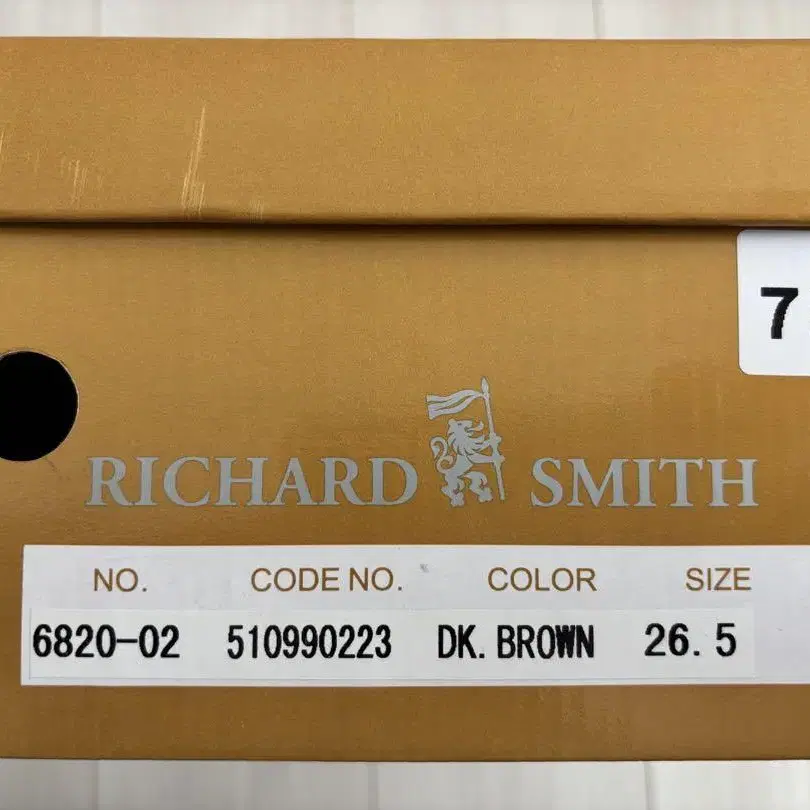 7
RICHARD SMITH
NO. CODE NO. COLOR SIZE
6820-02 510990223 DK. BROWN 26.5